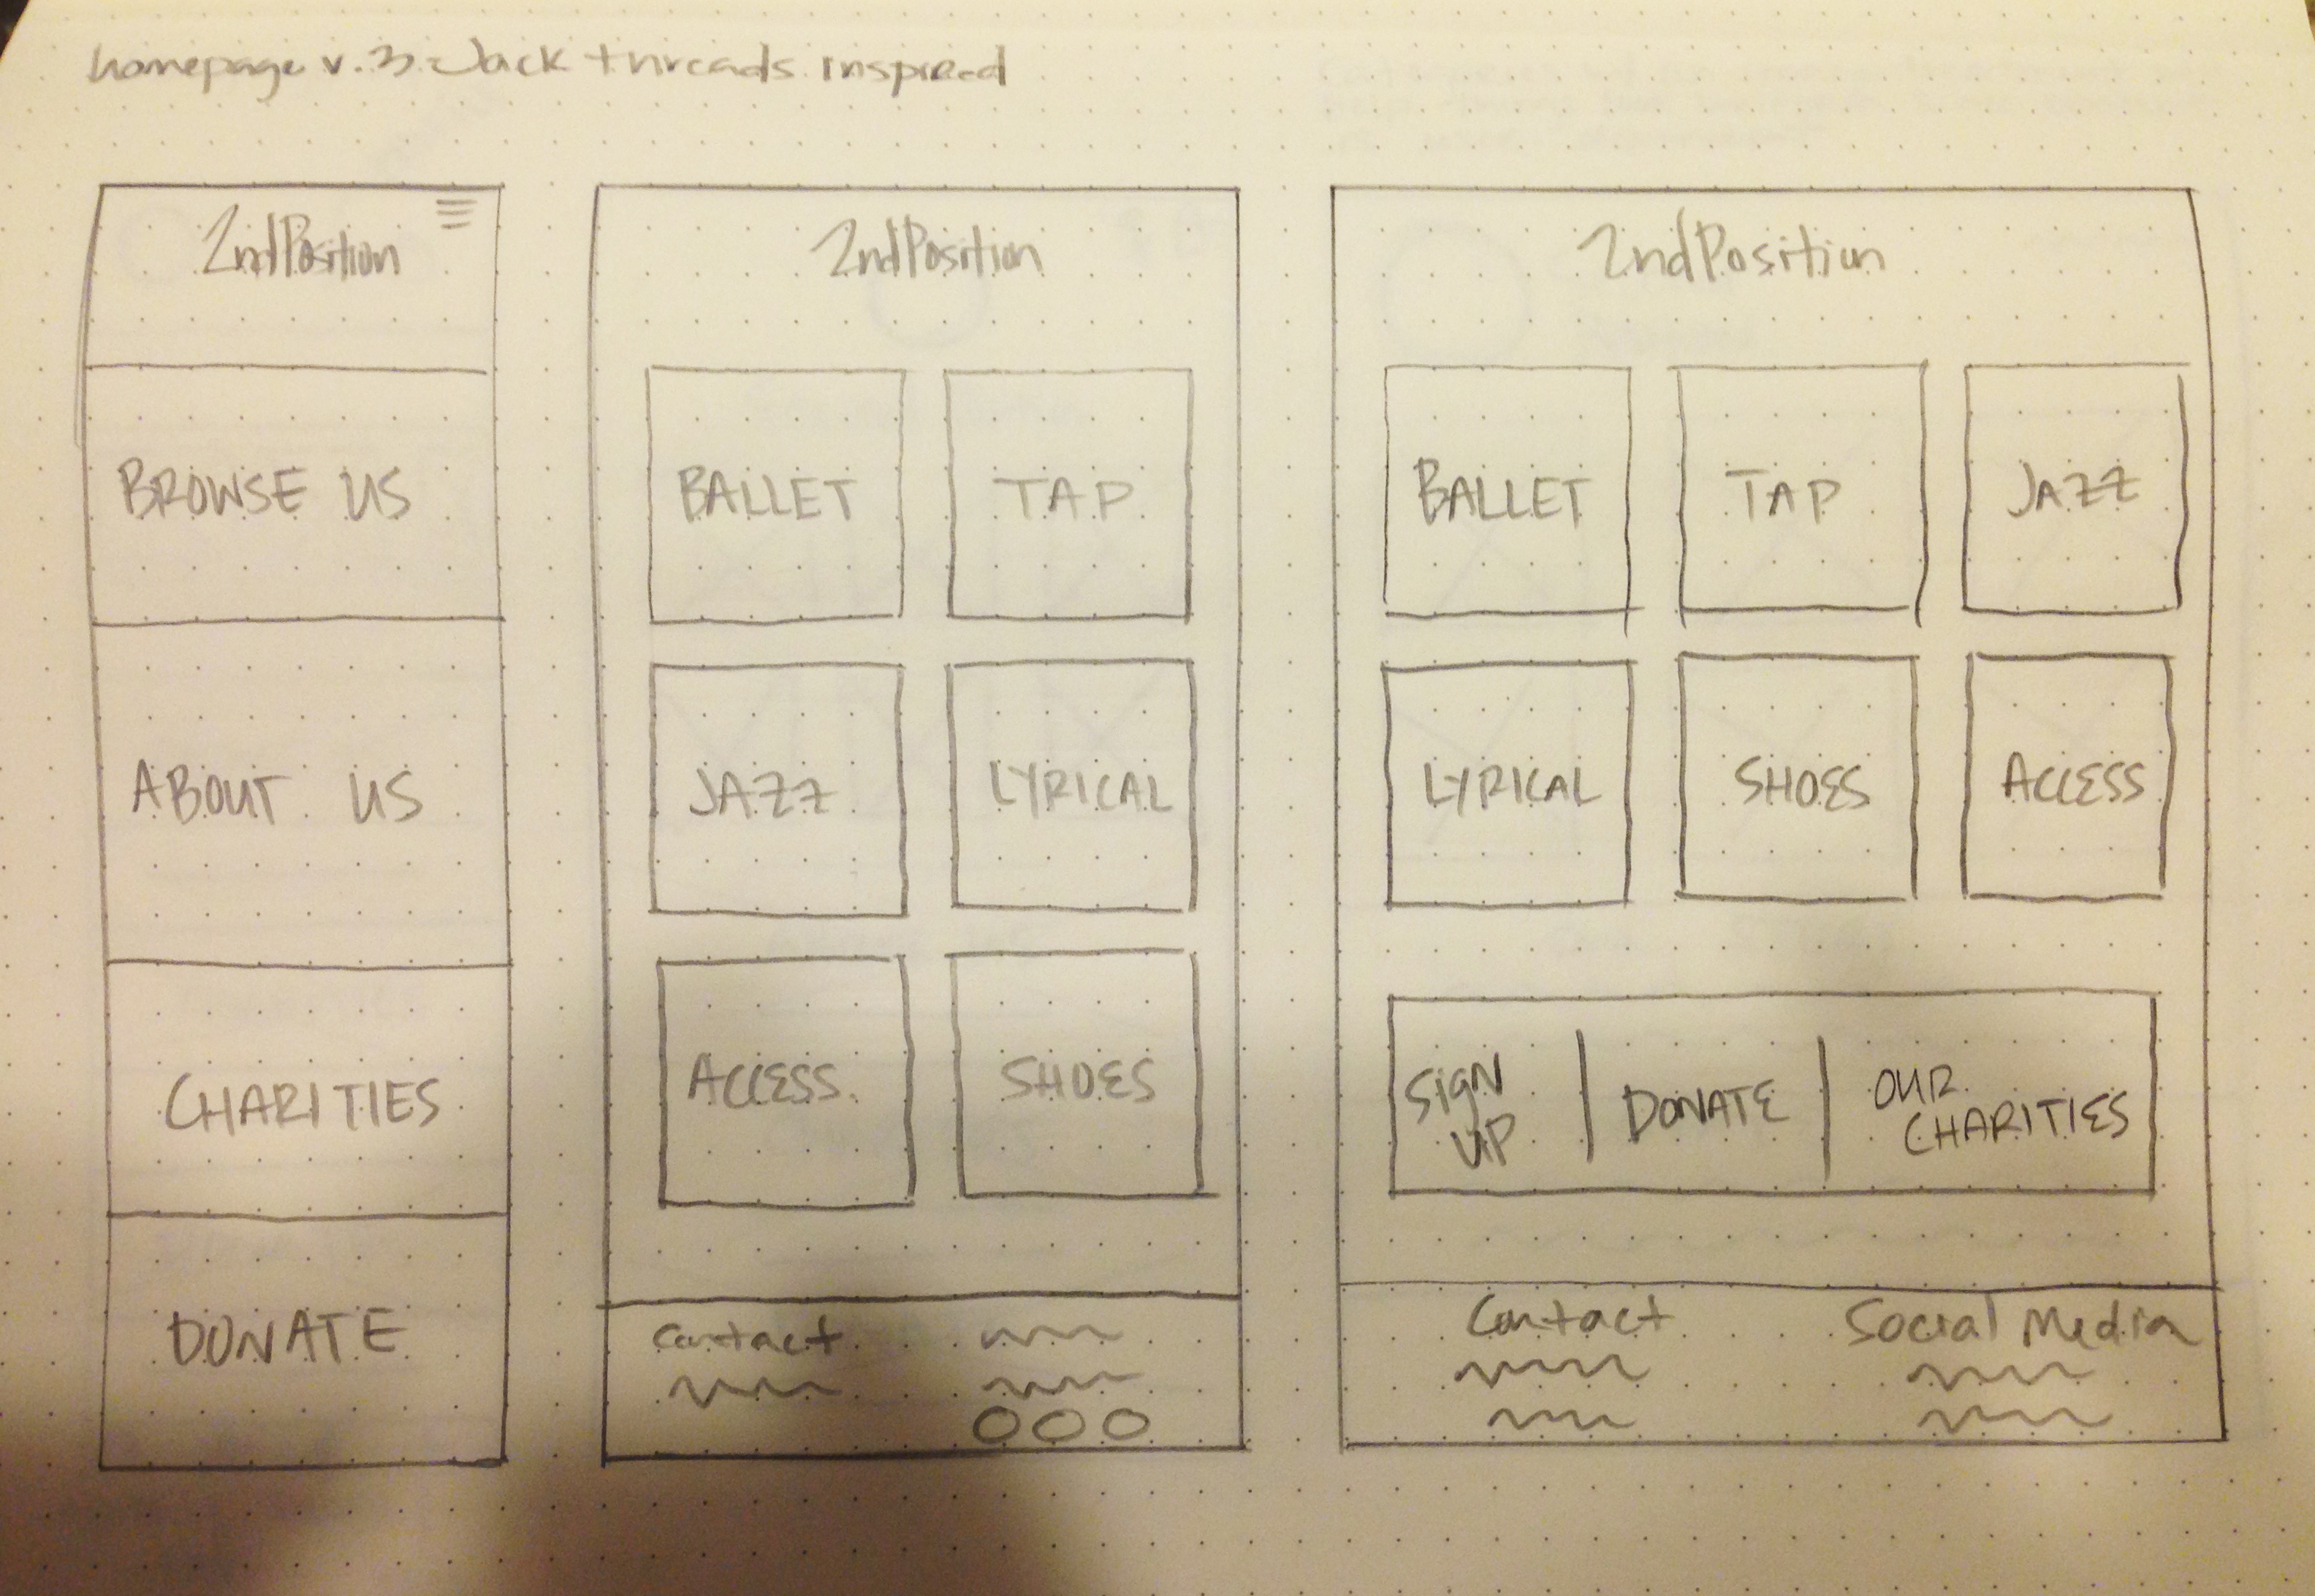 homepage v.3 Jack threads inspired
2ndPosition
BROWSE US
ABOUT US
CHARITIES
DONATE
2ndPosition
BALLET TAP
JAZZ LYRICAL
ACCESS SHOES
Contact
2ndPosition
BALLET TAP JAZZ
LYRICAL SHOES ACCESS
SIGN UP | DONATE | OUR CHARITIES
Contact Social Media